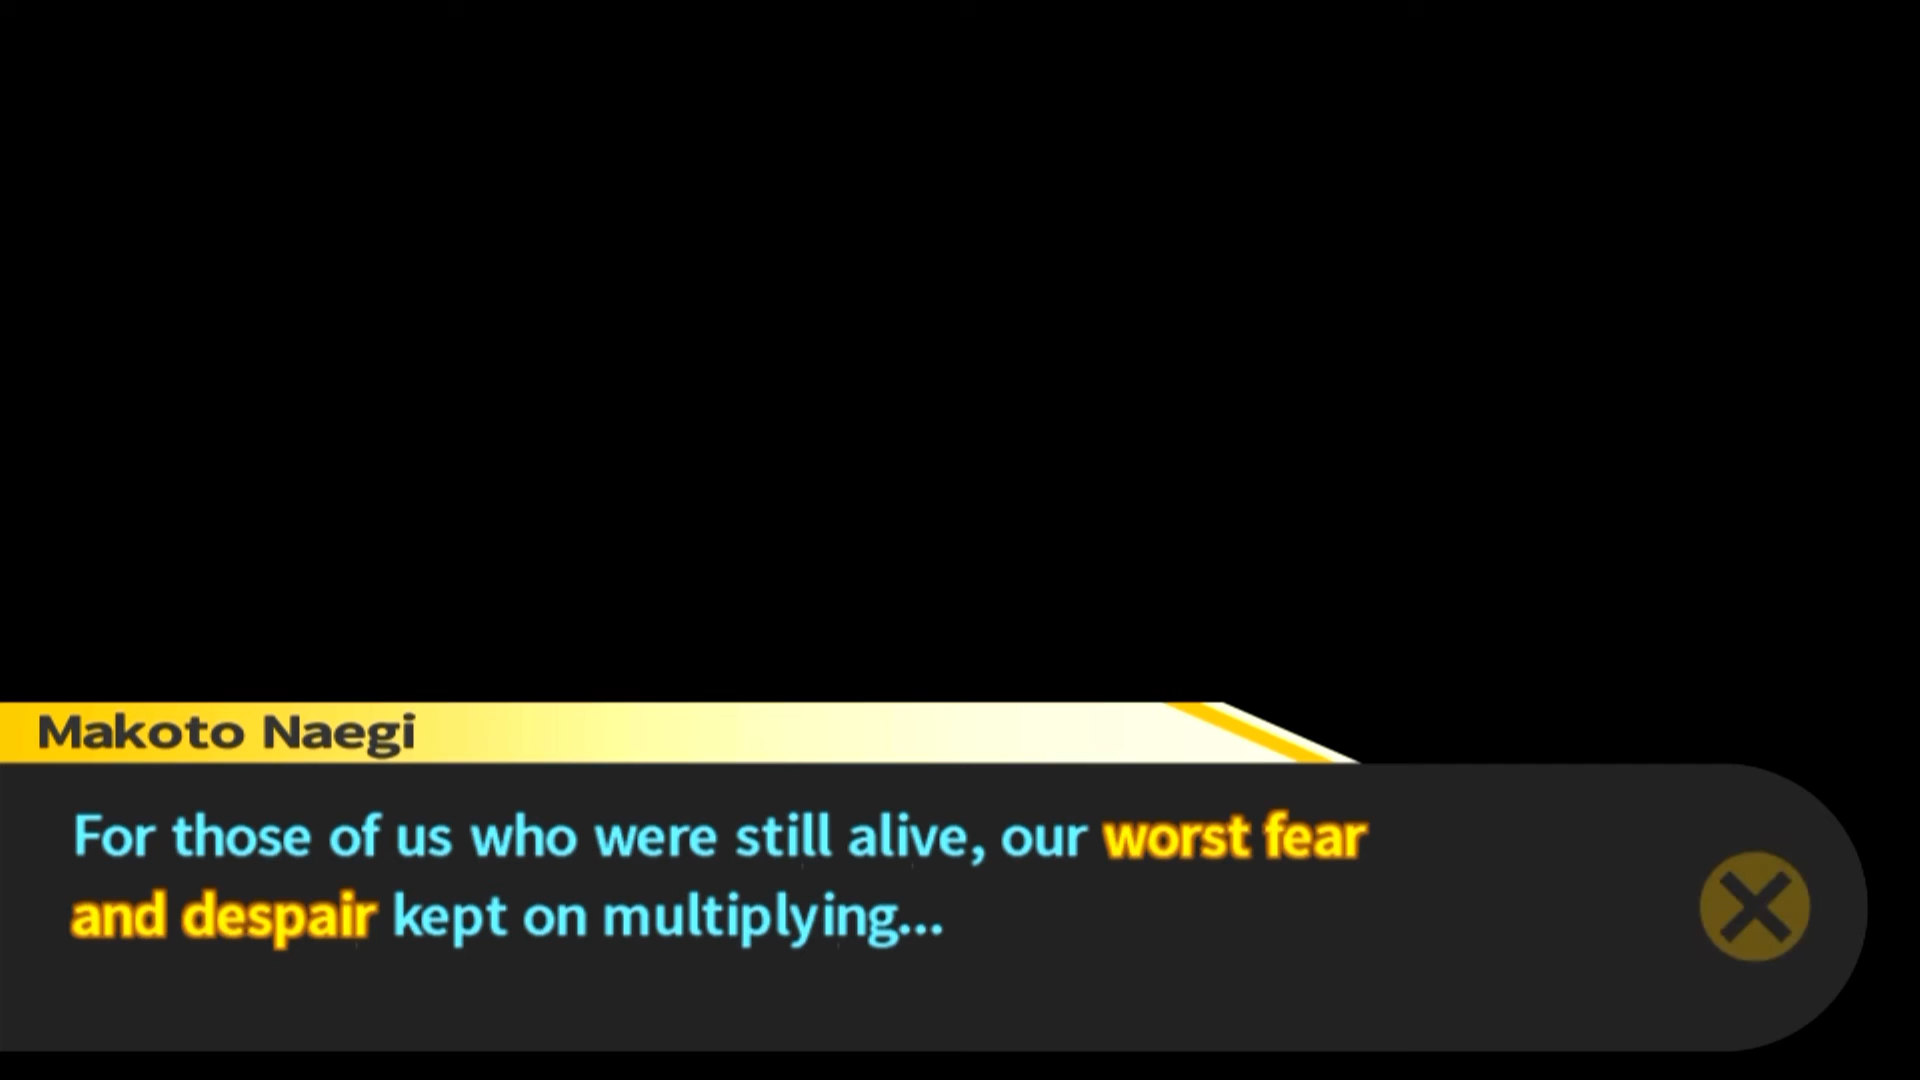 Makoto Naegi
For those of us who were still alive, our worst fear
and despair kept on multiplying...